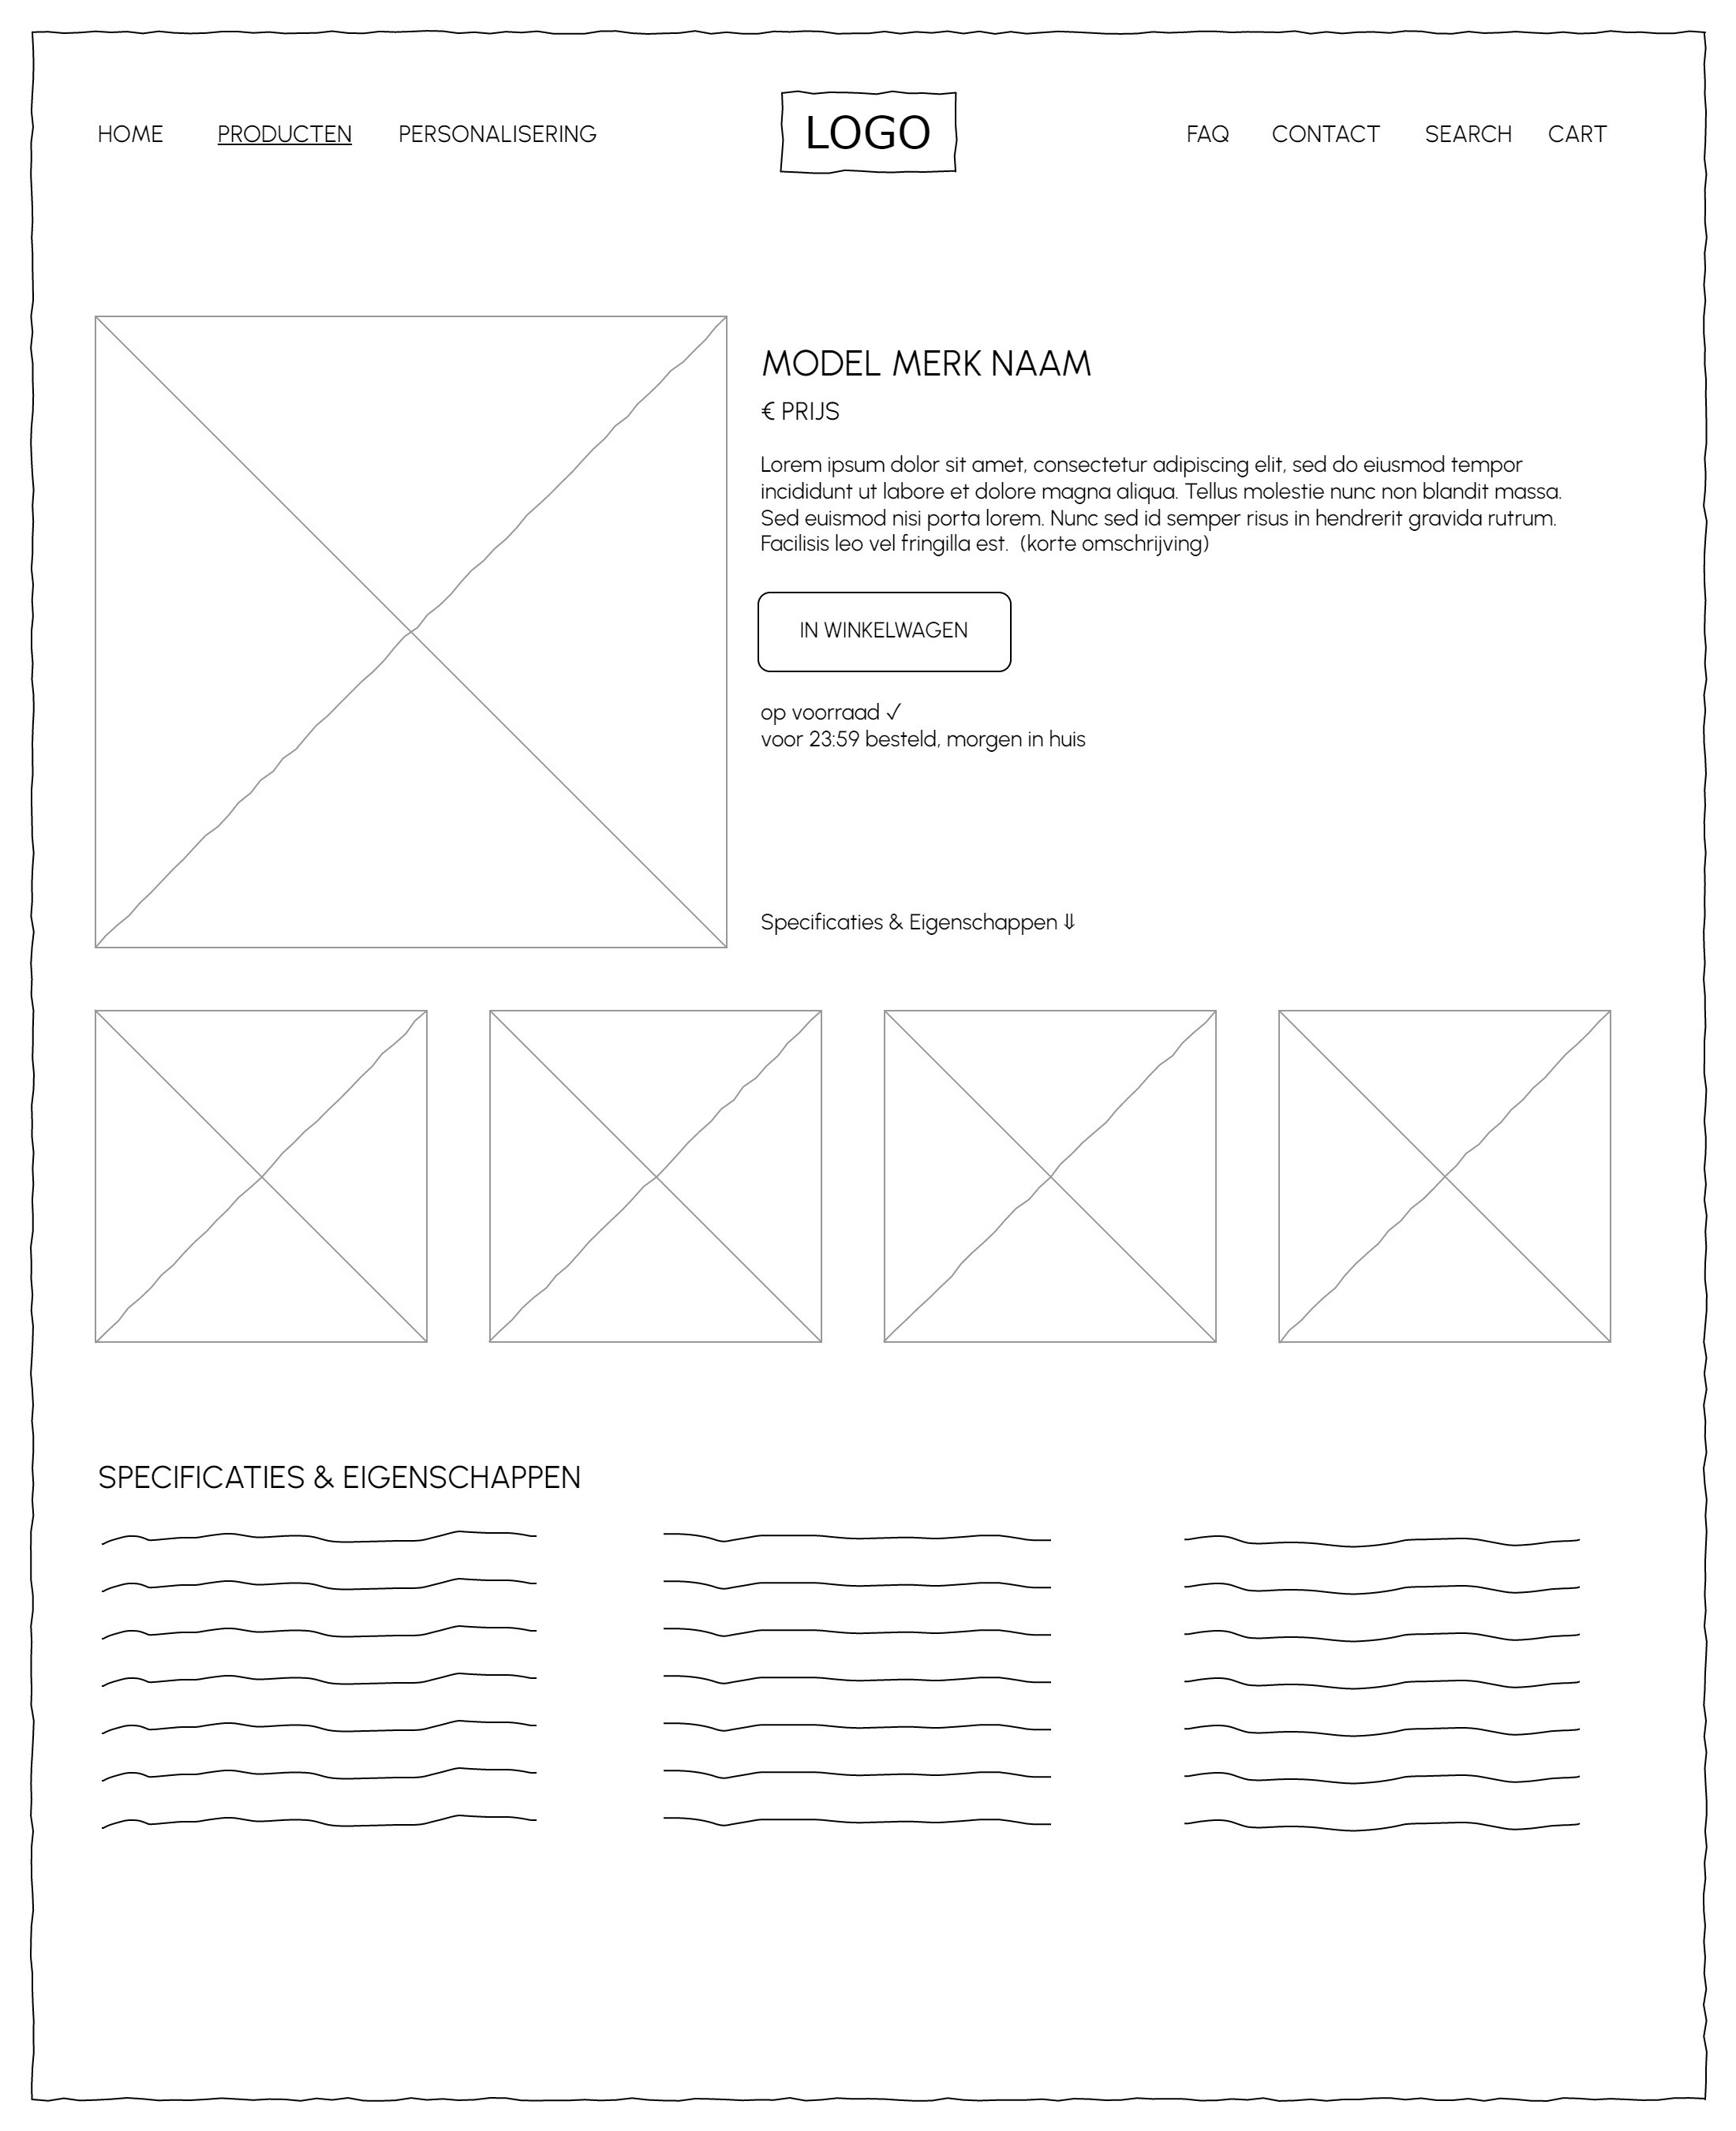 HOME PRODUCTEN PERSONALISERING LOGO FAQ CONTACT SEARCH CART
MODEL MERK NAAM
€ PRIJS
Lorem ipsum dolor sit amet, consectetur adipiscing elit, sed do eiusmod tempor
incididunt ut labore et dolore magna aliqua. Tellus molestie nunc non blandit massa.
Sed euismod nisi porta lorem. Nunc sed id semper risus in hendrerit gravida rutrum.
Facilisis leo vel fringilla est. (korte omschrijving)
IN WINKELWAGEN
op voorraad ✓
voor 23:59 besteld, morgen in huis
Specificaties & Eigenschappen ⇓
SPECIFICATIES & EIGENSCHAPPEN